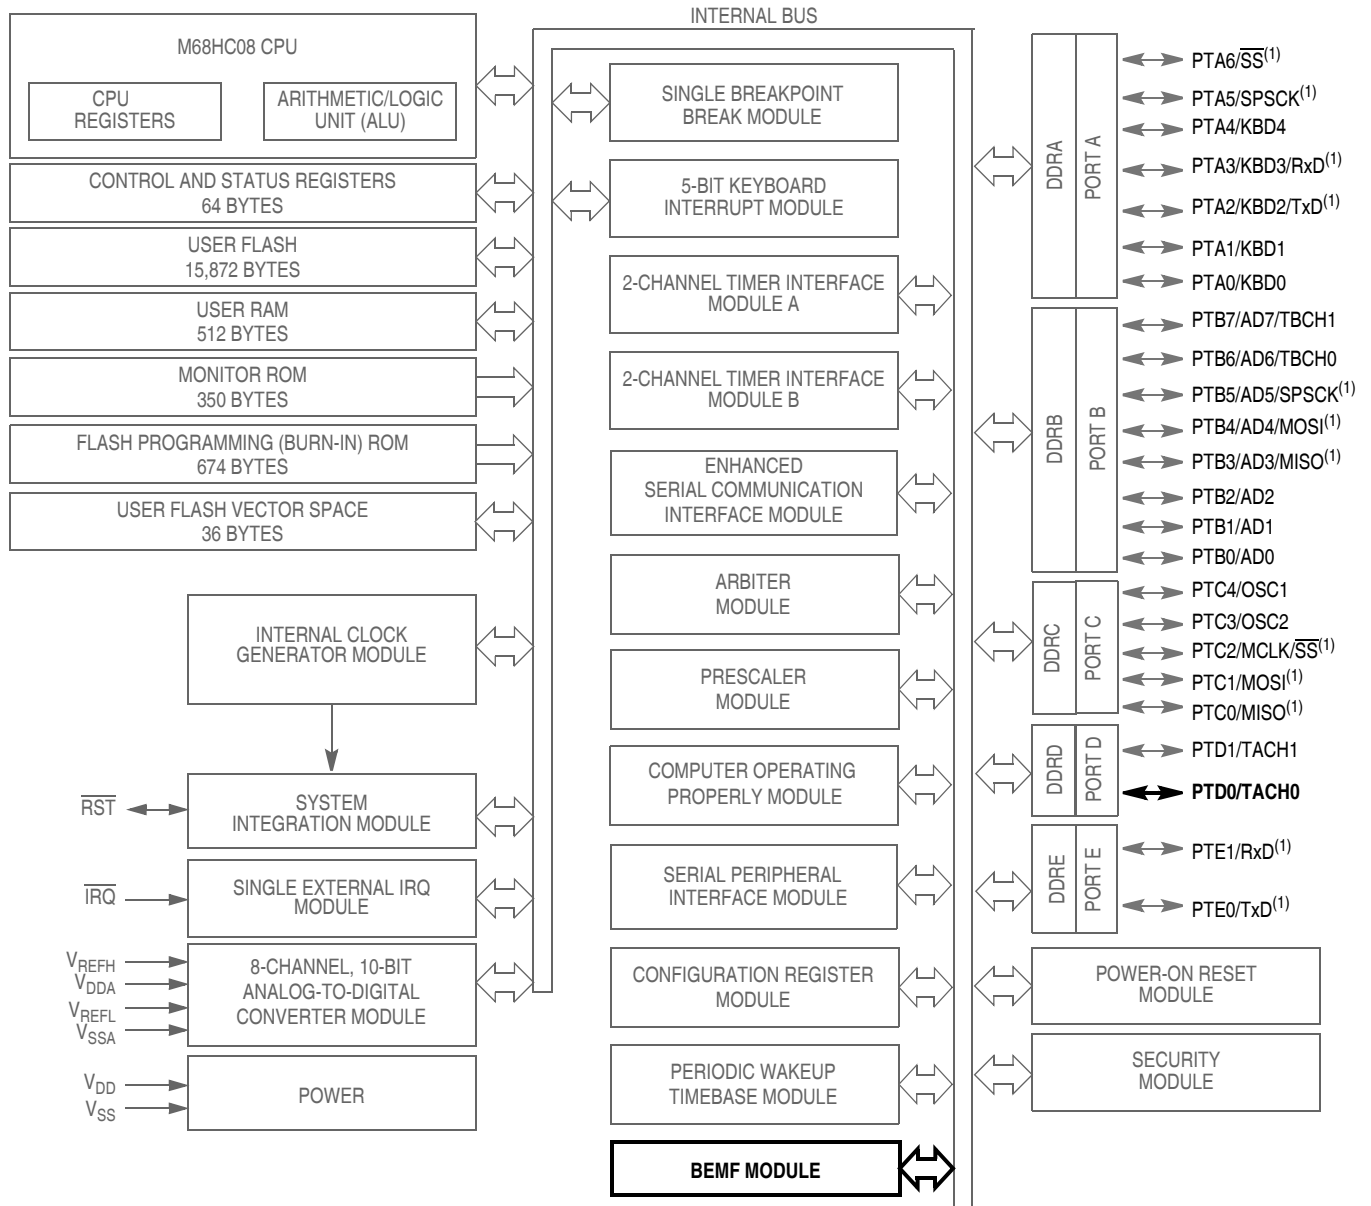 INTERNAL BUS
M68HC08 CPU
CPU
REGISTERS
ARITHMETIC/LOGIC
UNIT (ALU)
CONTROL AND STATUS REGISTERS
64 BYTES
USER FLASH
15,872 BYTES
USER RAM
512 BYTES
MONITOR ROM
350 BYTES
FLASH PROGRAMMING (BURN-IN) ROM
674 BYTES
USER FLASH VECTOR SPACE
36 BYTES
INTERNAL CLOCK
GENERATOR MODULE
RST
SYSTEM
INTEGRATION MODULE
IRQ
SINGLE EXTERNAL IRQ
MODULE
VREFH
VDDA
VREFL
VSSA
8-CHANNEL, 10-BIT
ANALOG-TO-DIGITAL
CONVERTER MODULE
VDD
VSS
POWER
SINGLE BREAKPOINT
BREAK MODULE
5-BIT KEYBOARD
INTERRUPT MODULE
2-CHANNEL TIMER INTERFACE
MODULE A
2-CHANNEL TIMER INTERFACE
MODULE B
ENHANCED
SERIAL COMMUNICATION
INTERFACE MODULE
ARBITER
MODULE
PRESCALER
MODULE
COMPUTER OPERATING
PROPERLY MODULE
SERIAL PERIPHERAL
INTERFACE MODULE
CONFIGURATION REGISTER
MODULE
PERIODIC WAKEUP
TIMEBASE MODULE
BEMF MODULE
DDRA
PORT A
PTA6/SS(1)
PTA5/SPSCK(1)
PTA4/KBD4
PTA3/KBD3/RxD(1)
PTA2/KBD2/TxD(1)
PTA1/KBD1
PTA0/KBD0
DDRB
PORT B
PTB7/AD7/TBCH1
PTB6/AD6/TBCH0
PTB5/AD5/SPSCK(1)
PTB4/AD4/MOSI(1)
PTB3/AD3/MISO(1)
PTB2/AD2
PTB1/AD1
PTB0/AD0
DDRC
PORT C
PTC4/OSC1
PTC3/OSC2
PTC2/MCLK/SS(1)
PTC1/MOSI(1)
PTC0/MISO(1)
DDRD
PORT D
PTD1/TACH1
PTD0/TACH0
DDRE
PORT E
PTE1/RxD(1)
PTE0/TxD(1)
POWER-ON RESET
MODULE
SECURITY
MODULE